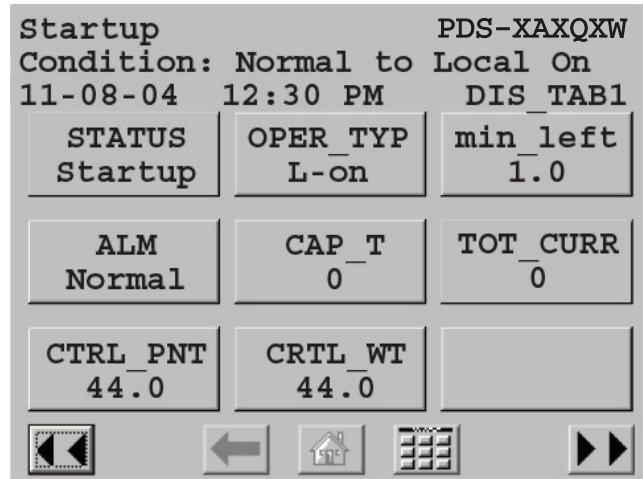 Startup PDS-XAXQXW
Condition: Normal to Local On
11-08-04 12:30 PM DIS_TAB1
STATUS OPER_TYP min_left
Startup L-on 1.0
ALM CAP_T TOT_CURR
Normal 0 0
CTRL_PNT CRTL_WT
44.0 44.0